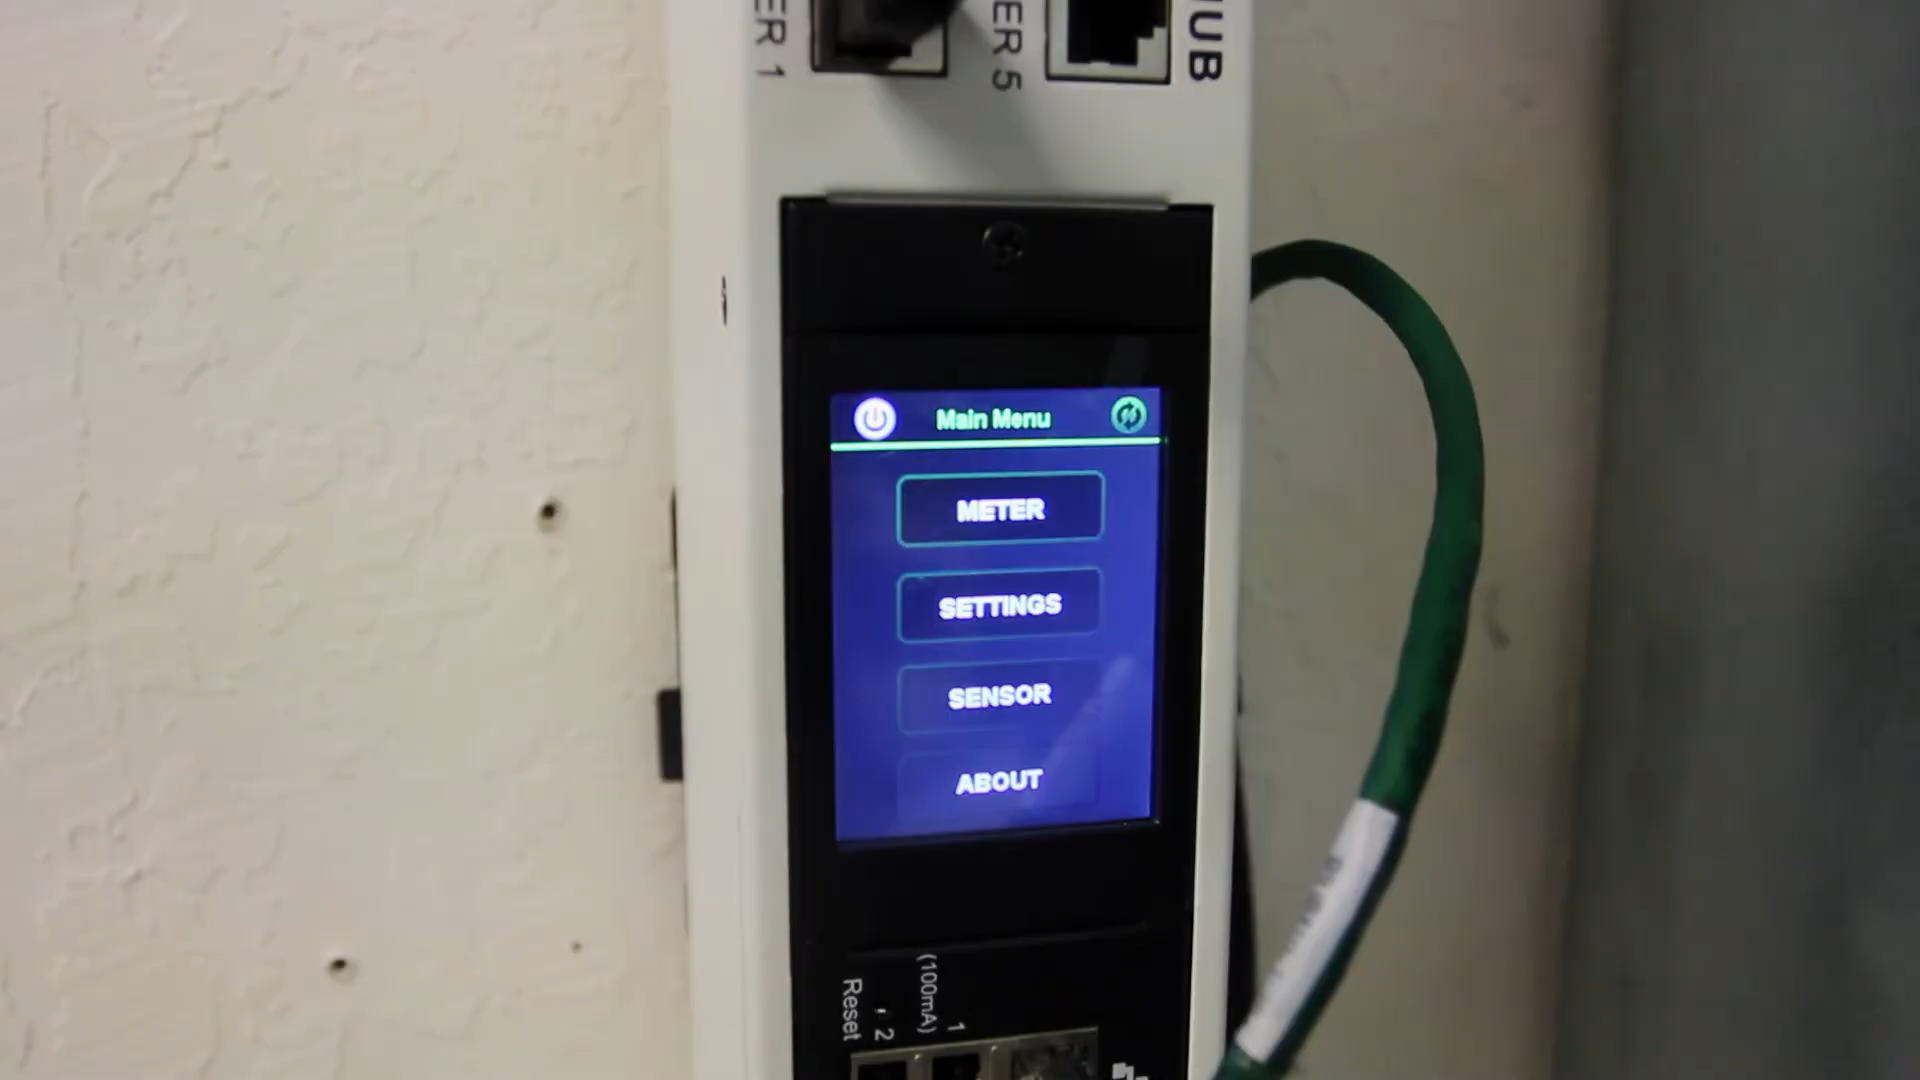 ER 1
ER 5
HUB
Main Menu
METER
SETTINGS
SENSOR
ABOUT
Reset
2
(100mA)
1